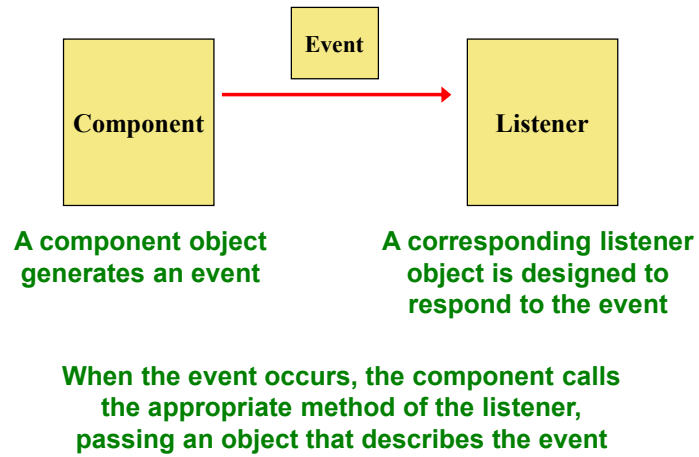 Event
Component
Listener
A component object
generates an event
A corresponding listener
object is designed to
respond to the event
When the event occurs, the component calls
the appropriate method of the listener,
passing an object that describes the event